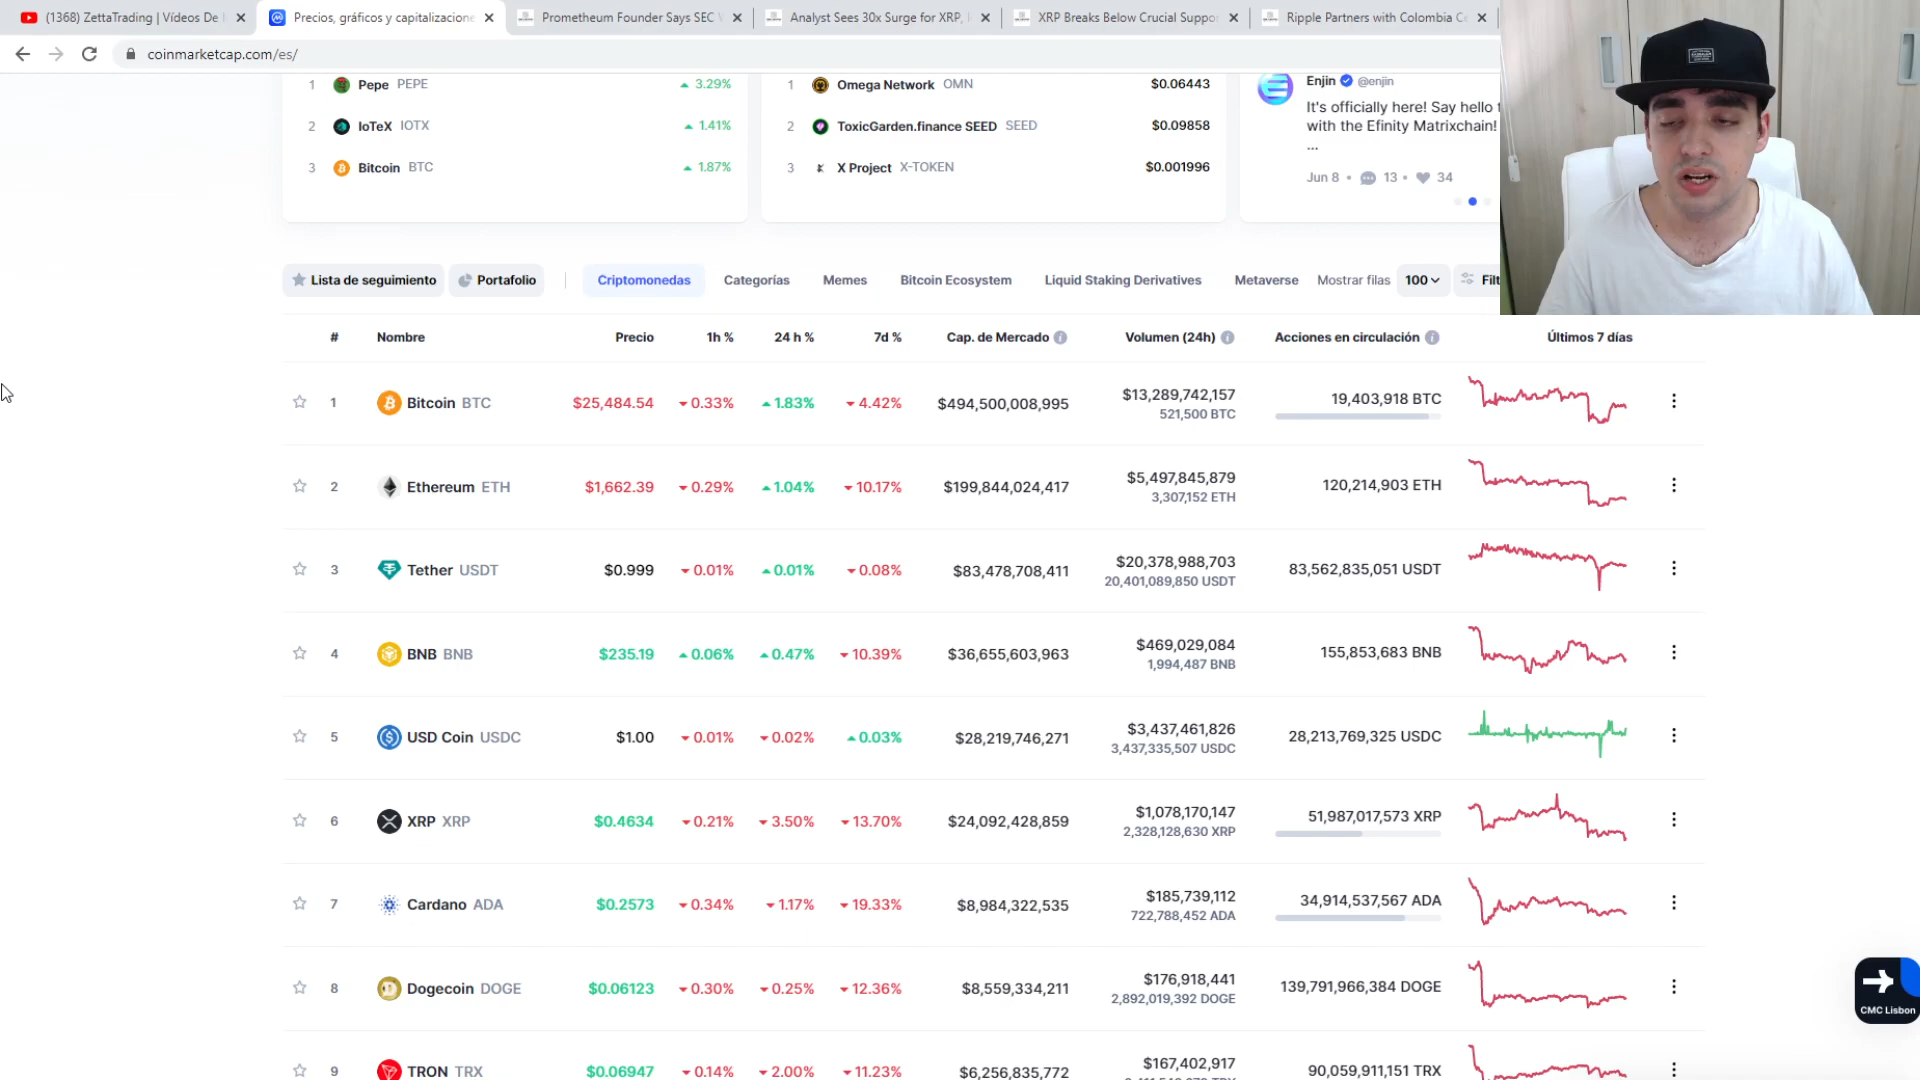 (1368) ZettaTrading | Vídeos De
Precios, gráficos y capitalizacione
Prometheum Founder Says SEC
Analyst Sees 30x Surge for XRP,
XRP Breaks Below Crucial Suppo
Ripple Partners with Colombia Ce
coinmarketcap.com/es/
1 Pepe PEPE 3.29%
2 IoTeX IOTX 1.41%
3 Bitcoin BTC 1.87%
1 Omega Network OMN $0.06443
2 ToxicGarden.finance SEED SEED $0.09858
3 X Project X-TOKEN $0.001996
Enjin @enjin
It's officially here! Say hello
with the Efinity Matrixchain!
...
Jun 8 • 13 • 34
Lista de seguimiento Portafolio Criptomonedas Categorías Memes Bitcoin Ecosystem Liquid Staking Derivatives Metaverse Mostrar filas 100 Filt
# Nombre Precio 1h % 24 h % 7d % Cap. de Mercado Volumen (24h) Acciones en circulación Últimos 7 días
1 Bitcoin BTC $25,484.54 0.33% 1.83% 4.42% $494,500,008,995 $13,289,742,157 19,403,918 BTC
521,500 BTC
2 Ethereum ETH $1,662.39 0.29% 1.04% 10.17% $199,844,024,417 $5,497,845,879 120,214,903 ETH
3,307,152 ETH
3 Tether USDT $0.999 0.01% 0.01% 0.08% $83,478,708,411 $20,378,988,703 83,562,835,051 USDT
20,401,089,850 USDT
4 BNB BNB $235.19 0.06% 0.47% 10.39% $36,655,603,963 $469,029,084 155,853,683 BNB
1,994,487 BNB
5 USD Coin USDC $1.00 0.01% 0.02% 0.03% $28,219,746,271 $3,437,461,826 28,213,769,325 USDC
3,437,335,507 USDC
6 XRP XRP $0.4634 0.21% 3.50% 13.70% $24,092,428,859 $1,078,170,147 51,987,017,573 XRP
2,328,128,630 XRP
7 Cardano ADA $0.2573 0.34% 1.17% 19.33% $8,984,322,535 $185,739,112 34,914,537,567 ADA
722,788,452 ADA
8 Dogecoin DOGE $0.06123 0.30% 0.25% 12.36% $8,559,334,211 $176,918,441 139,791,966,384 DOGE
2,892,019,392 DOGE
9 TRON TRX $0.06947 0.14% 2.00% 11.23% $6,256,835,772 $167,402,917 90,059,911,151 TRX
CMC Lisbon